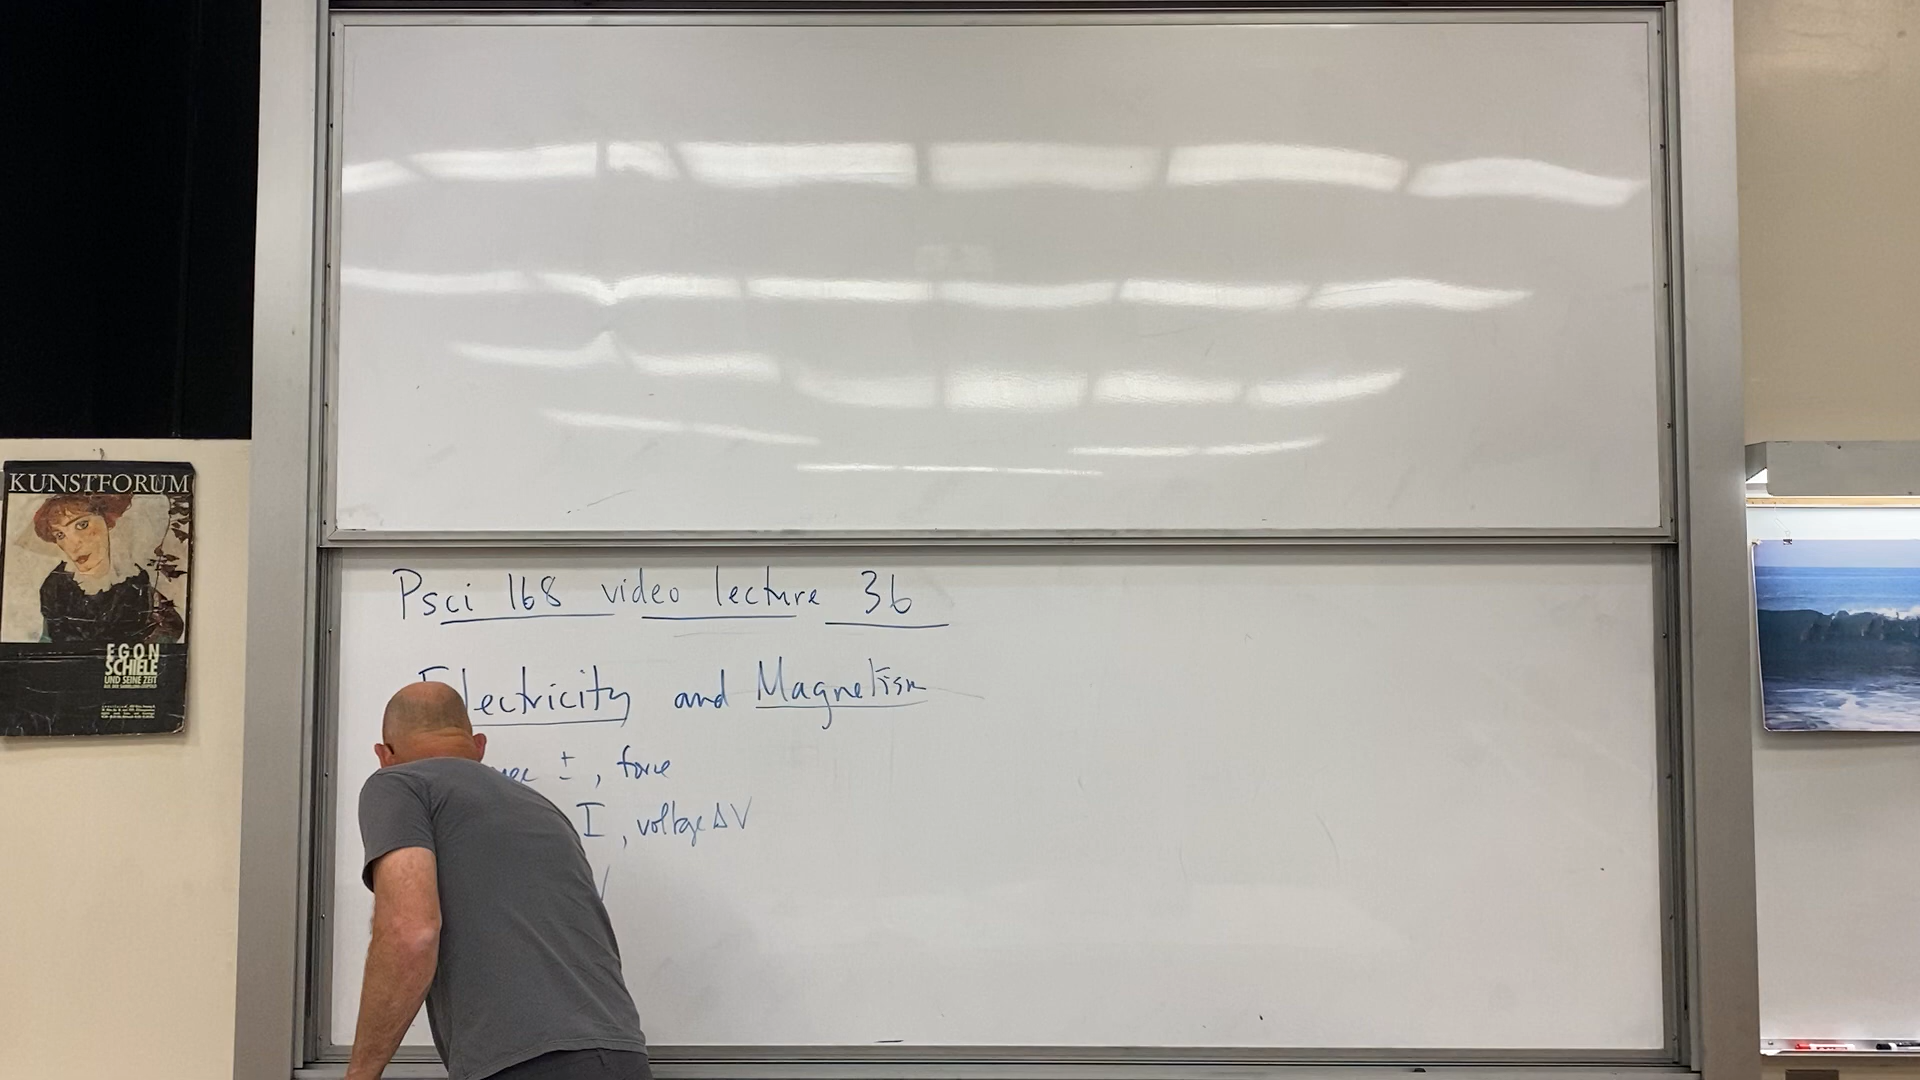 KUNSTFORUM
EGON
SCHIELE
UND SEINE ZEIT
Psci 168 video lecture 36
Electricity and Magnetism
±, force
I, voltage ΔV